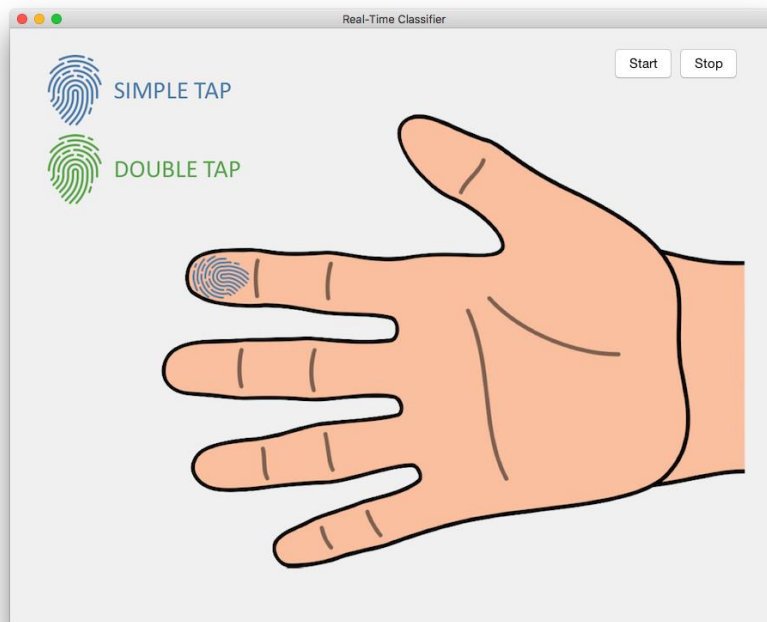 Real-Time Classifier
Start
Stop
SIMPLE TAP
DOUBLE TAP